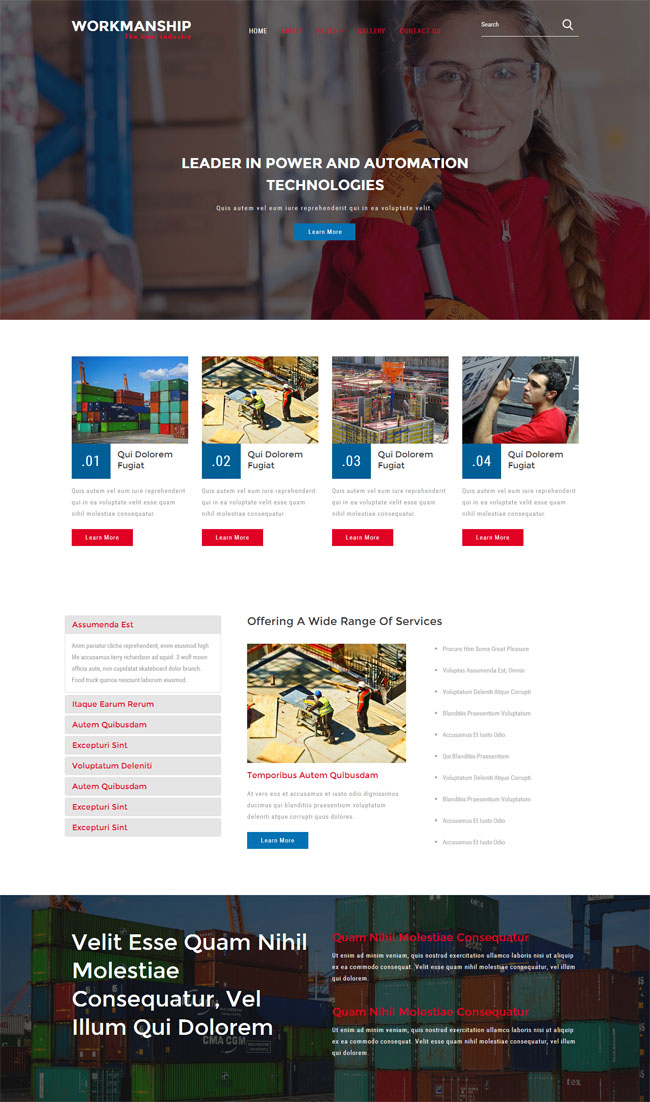 WORKMANSHIP
The Best Industry
HOME
ABOUT
GALLERY
CONTACT US
Search
LEADER IN POWER AND AUTOMATION
TECHNOLOGIES
Quis autem vel eum iure reprehenderit qui in ea voluptate velit.
Learn More
.01
Qui Dolorem
Fugiat
Quis autem vel eum iure reprehenderit
qui in ea voluptate velit esse quam
nihil molestiae consequatur.
Learn More
.02
Qui Dolorem
Fugiat
Quis autem vel eum iure reprehenderit
qui in ea voluptate velit esse quam
nihil molestiae consequatur.
Learn More
.03
Qui Dolorem
Fugiat
Quis autem vel eum iure reprehenderit
qui in ea voluptate velit esse quam
nihil molestiae consequatur.
Learn More
.04
Qui Dolorem
Fugiat
Quis autem vel eum iure reprehenderit
qui in ea voluptate velit esse quam
nihil molestiae consequatur.
Learn More
Assumenda Est
Anim pariatur cliche reprehenderit, enim eiusmod high
life accusamus terry richardson ad squid. 3 wolf moon
officia aute, non cupidatat skateboard dolor brunch.
Food truck quinoa nesciunt laborum eiusmod.
Itaque Earum Rerum
Autem Quibusdam
Excepturi Sint
Voluptatum Deleniti
Autem Quibusdam
Excepturi Sint
Excepturi Sint
Offering A Wide Range Of Services
Temporibus Autem Quibusdam
At vero eos et accusamus et iusto odio dignissimos
ducimus qui blanditiis praesentium voluptatum
deleniti atque corrupti quos dolores.
Learn More
Procure Him Some Great Pleasure
Voluptas Assumenda Est, Omnis
Voluptatum Deleniti Atque Corrupti
Blanditiis Praesentium Voluptatum
Accusamus Et Iusto Odio
Qui Blanditiis Praesentium
Voluptatum Deleniti Atque Corrupti
Blanditiis Praesentium Voluptatum
Accusamus Et Iusto Odio
Accusamus Et Iusto Odio
Velit Esse Quam Nihil
Molestiae
Consequatur, Vel
Illum Qui Dolorem
Quam Nihil Molestiae Consequatur
Ut enim ad minim veniam, quis nostrud exercitation ullamco laboris nisi ut aliquip
ex ea commodo consequat. Velit esse quam nihil molestiae consequatur, vel illum
qui dolorem.
Quam Nihil Molestiae Consequatur
Ut enim ad minim veniam, quis nostrud exercitation ullamco laboris nisi ut aliquip
ex ea commodo consequat. Velit esse quam nihil molestiae consequatur, vel illum
qui dolorem.
CMA CGM
tex